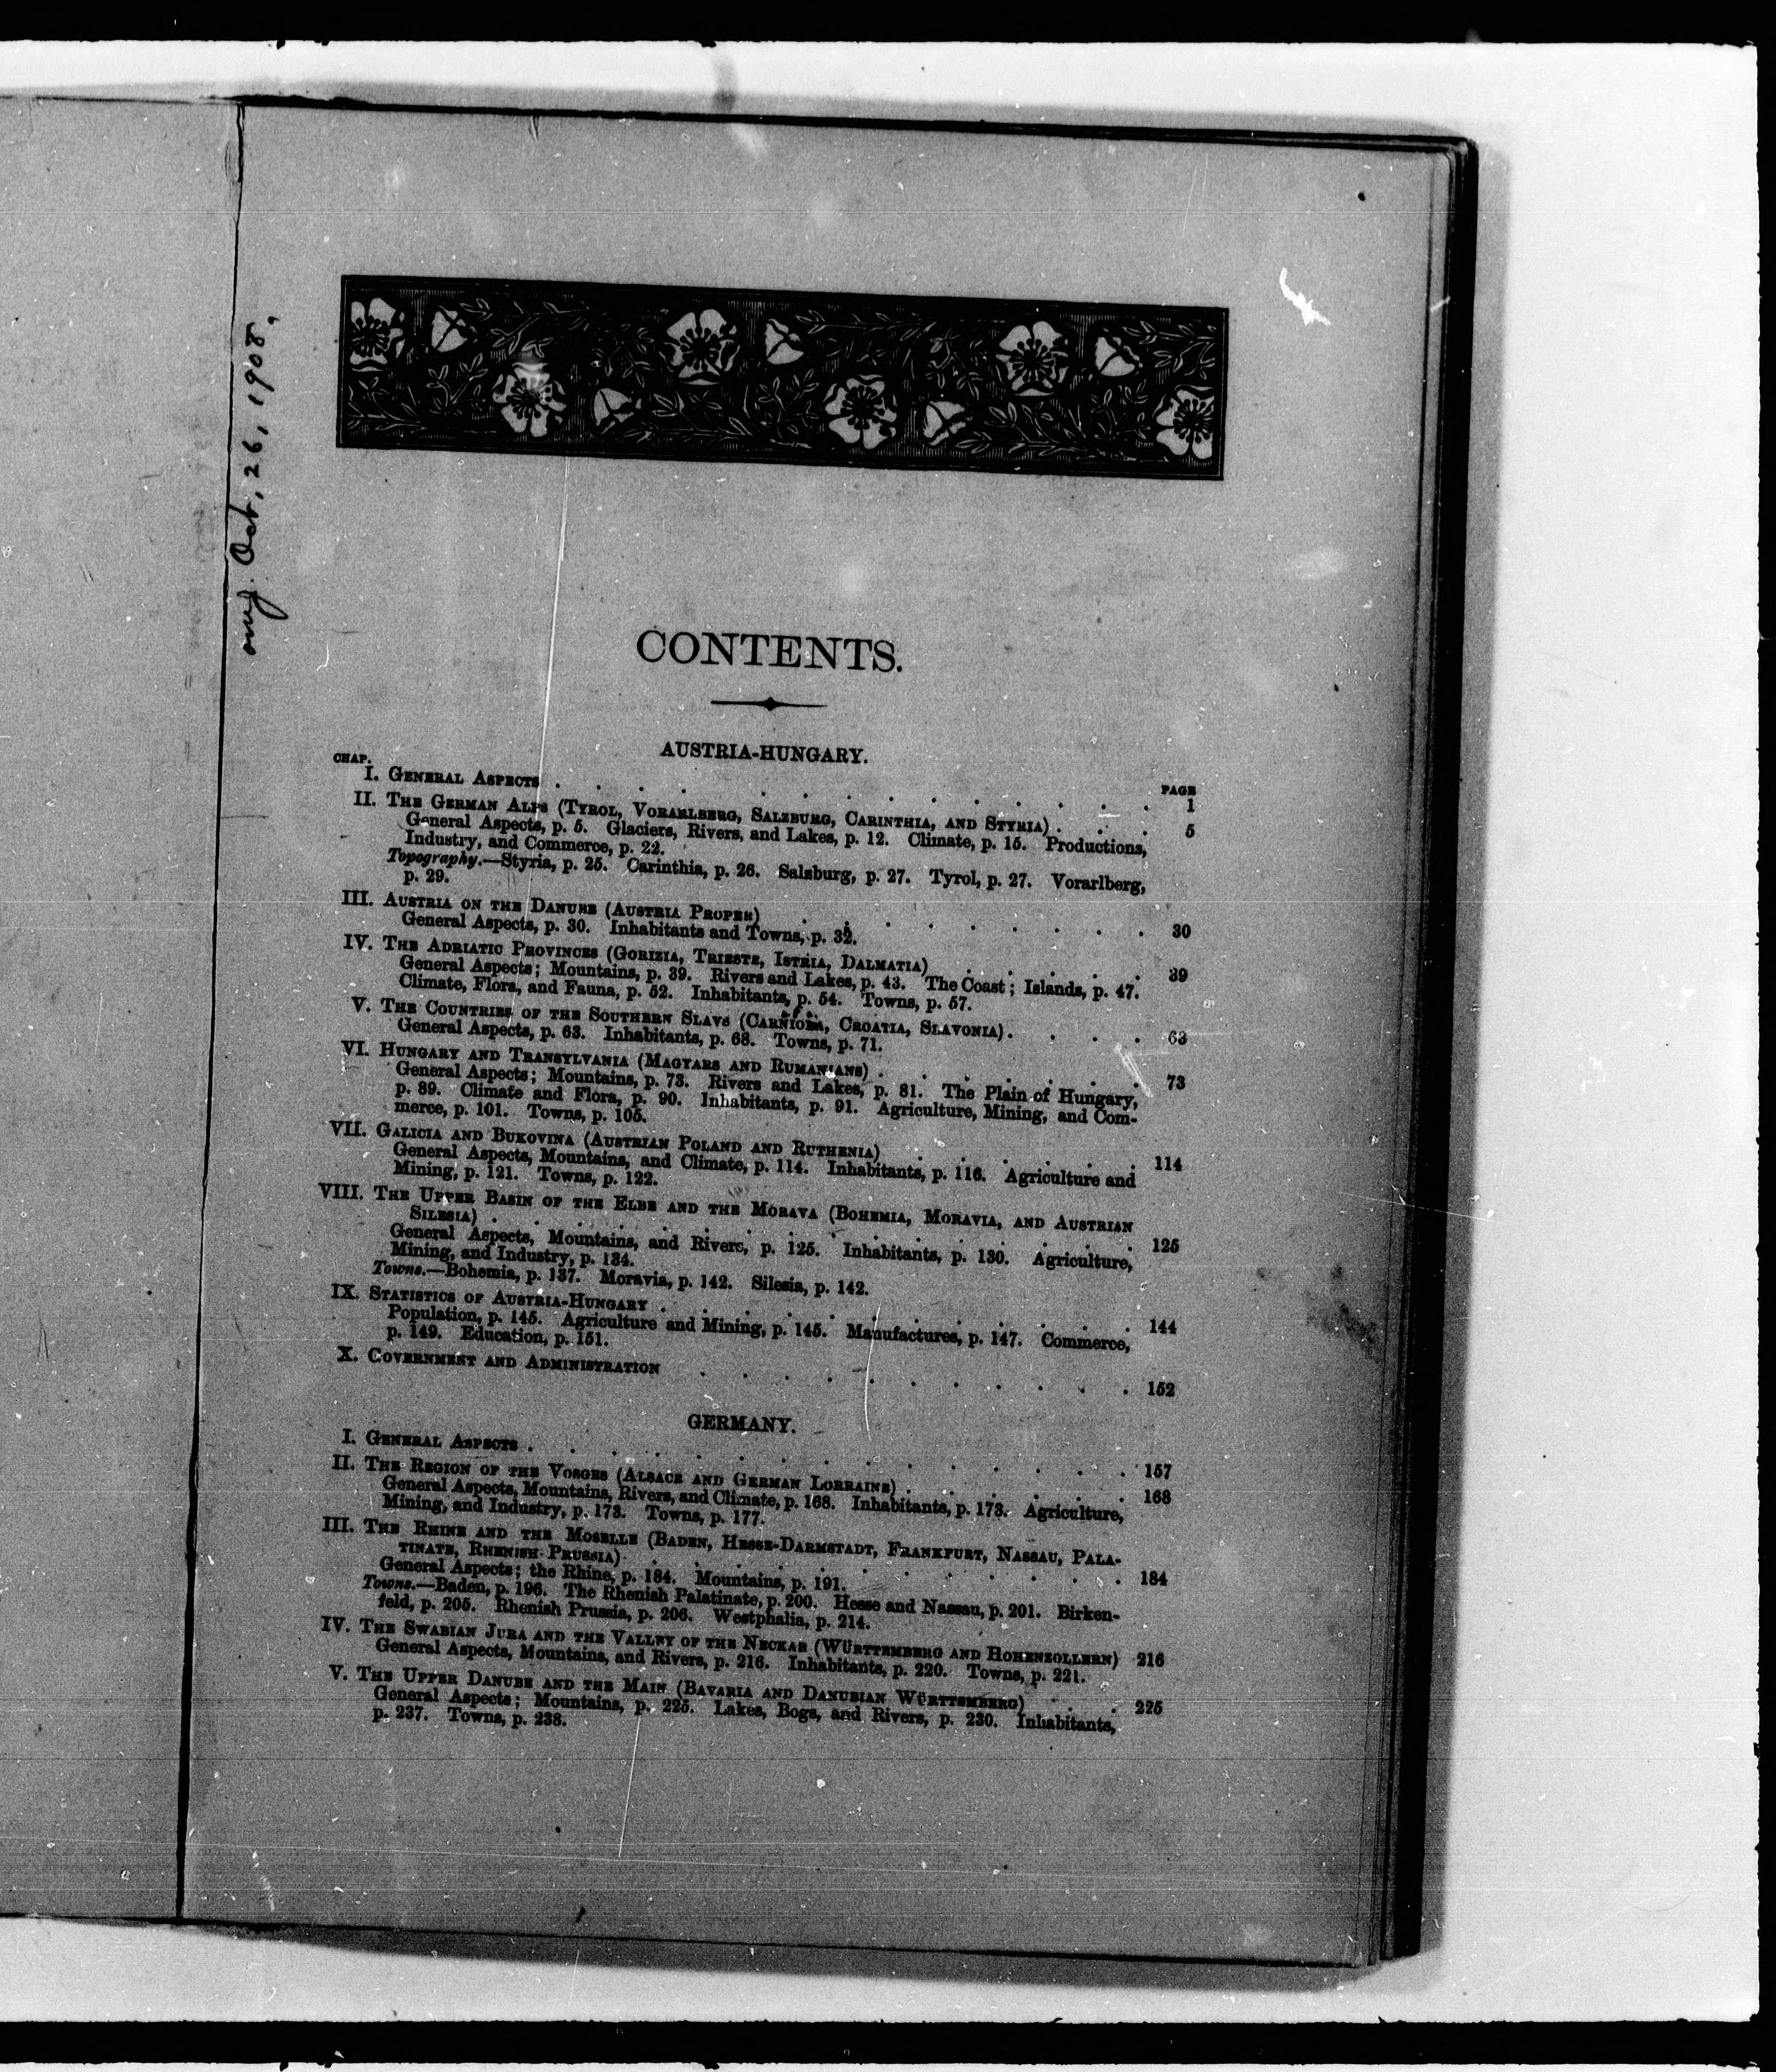 Oct. 26, 1908.
CONTENTS.
AUSTRIA-HUNGARY.
CHAP. PAGE
I. GENERAL ASPECTS . . . . . . . . . . 1
II. THE GERMAN ALPS (TYROL, VORARLBERG, SALZBURG, CARINTHIA, AND STYRIA) . . . 5
General Aspects, p. 5. Glaciers, Rivers, and Lakes, p. 12. Climate, p. 15. Productions,
Industry, and Commerce, p. 22.
Topography.—Styria, p. 25. Carinthia, p. 26. Salzburg, p. 27. Tyrol, p. 27. Vorarlberg,
p. 29.
III. AUSTRIA ON THE DANUBE (AUSTRIA PROPER) . . . . . . . . 30
General Aspects, p. 30. Inhabitants and Towns, p. 32.
IV. THE ADRIATIC PROVINCES (GORIZIA, TRIESTE, ISTRIA, DALMATIA) . . . . . 39
General Aspects; Mountains, p. 39. Rivers and Lakes, p. 43. The Coast; Islands, p. 47.
Climate, Flora, and Fauna, p. 52. Inhabitants, p. 54. Towns, p. 57.
V. THE COUNTRIES OF THE SOUTHERN SLAVS (CARNIOLA, CROATIA, SLAVONIA) . . . . 63
General Aspects, p. 63. Inhabitants, p. 68. Towns, p. 71.
VI. HUNGARY AND TRANSYLVANIA (MAGYARS AND RUMANIANS) . . . . . . 73
General Aspects; Mountains, p. 73. Rivers and Lakes, p. 81. The Plain of Hungary,
p. 89. Climate and Flora, p. 90. Inhabitants, p. 91. Agriculture, Mining, and Com-
merce, p. 101. Towns, p. 105.
VII. GALICIA AND BUKOVINA (AUSTRIAN POLAND AND RUTHENIA) . . . . . . 114
General Aspects, Mountains, and Climate, p. 114. Inhabitants, p. 116. Agriculture and
Mining, p. 121. Towns, p. 122.
VIII. THE UPPER BASIN OF THE ELBE AND THE MORAVA (BOHEMIA, MORAVIA, AND AUSTRIAN
SILESIA) . . . . . . . . . . 125
General Aspects, Mountains, and Rivers, p. 125. Inhabitants, p. 130. Agriculture,
Mining, and Industry, p. 134.
Towns.—Bohemia, p. 137. Moravia, p. 142. Silesia, p. 142.
IX. STATISTICS OF AUSTRIA-HUNGARY . . . . . . . . . 144
Population, p. 145. Agriculture and Mining, p. 145. Manufactures, p. 147. Commerce,
p. 149. Education, p. 151.
X. GOVERNMENT AND ADMINISTRATION . . . . . . . . . . 152
GERMANY.
I. GENERAL ASPECTS . . . . . . . . . . 157
II. THE REGION OF THE VOSGES (ALSACE AND GERMAN LORRAINE) . . . . . . 168
General Aspects, Mountains, Rivers, and Climate, p. 168. Inhabitants, p. 173. Agriculture,
Mining, and Industry, p. 173. Towns, p. 177.
III. THE RHINE AND THE MOSELLE (BADEN, HESSE-DARMSTADT, FRANKFURT, NASSAU, PALA-
TINATE, RHENISH PRUSSIA) . . . . . . . . . . 184
General Aspects; the Rhine, p. 184. Mountains, p. 191.
Towns.—Baden, p. 196. The Rhenish Palatinate, p. 200. Hesse and Nassau, p. 201. Birken-
feld, p. 205. Rhenish Prussia, p. 206. Westphalia, p. 214.
IV. THE SWABIAN JURA AND THE VALLEY OF THE NECKAR (WÜRTTEMBERG AND HOHENZOLLERN) 216
General Aspects, Mountains, and Rivers, p. 216. Inhabitants, p. 220. Towns, p. 221.
V. THE UPPER DANUBE AND THE MAIN (BAVARIA AND DANUBIAN WÜRTTEMBERG) . . . 225
General Aspects; Mountains, p. 225. Lakes, Bogs, and Rivers, p. 230. Inhabitants,
p. 237. Towns, p. 238.